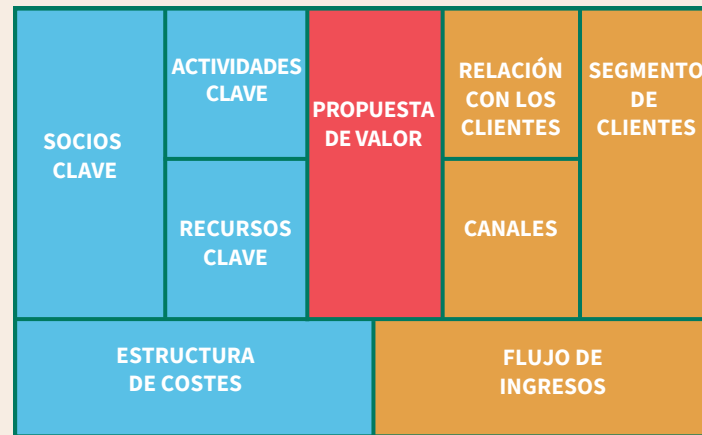 SOCIOS
CLAVE
ACTIVIDADES
CLAVE
RECURSOS
CLAVE
PROPUESTA
DE VALOR
RELACIÓN
CON LOS
CLIENTES
CANALES
SEGMENTO
DE
CLIENTES
ESTRUCTURA
DE COSTES
FLUJO DE
INGRESOS